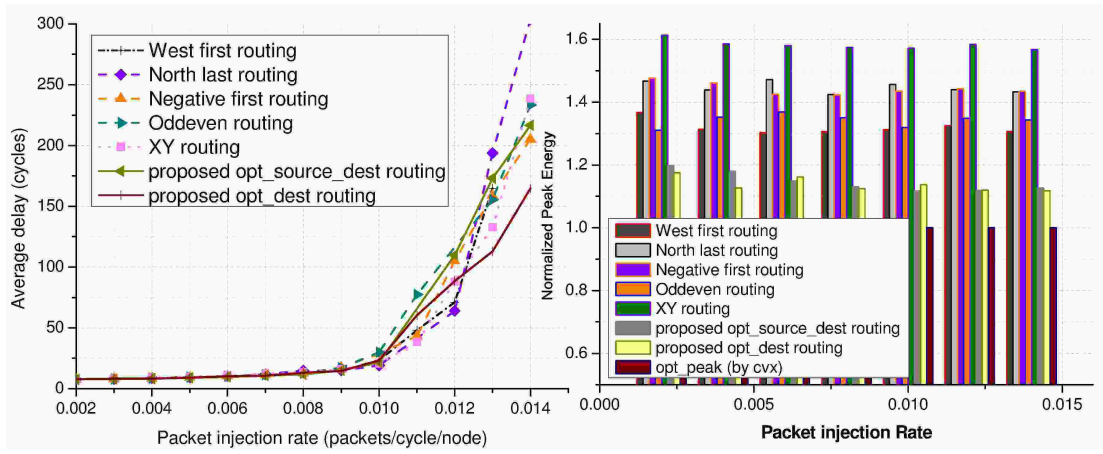 300
250
200
150
100
50
0
Average delay (cycles)
West first routing
North last routing
Negative first routing
Oddeven routing
XY routing
proposed opt_source_dest routing
proposed opt_dest routing
0.002 0.004 0.006 0.008 0.010 0.012 0.014
Packet injection rate (packets/cycle/node)
1.6
1.4
1.2
1.0
0.8
0.6
Normalized Peak Energy
West first routing
North last routing
Negative first routing
Oddeven routing
XY routing
proposed opt_source_dest routing
proposed opt_dest routing
opt_peak (by cvx)
0.000 0.005 0.010 0.015
Packet injection Rate